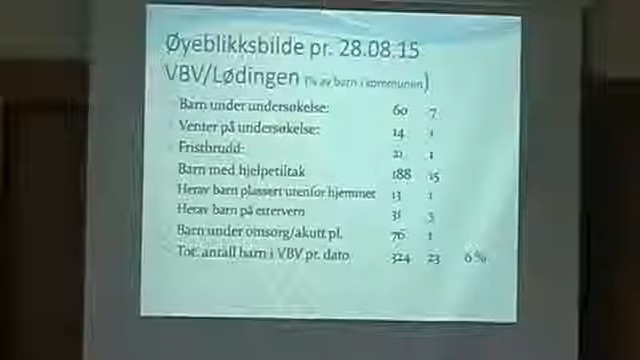 Øyeblikksbilde pr. 28.08.15
VBV/Lødingen (% av barn i kommunen)
Barn under undersøkelse: 60 7
Venter på undersøkelse: 14 1
Fristbrudd: 21 1
Barn med hjelpetiltak 188 15
Herav barn plassert utenfor hjemmet 13 1
Herav barn på ettervern 31 3
Barn under omsorg/akutt pl. 76 1
Tot. antall barn i VBV pr. dato 324 23 6 %